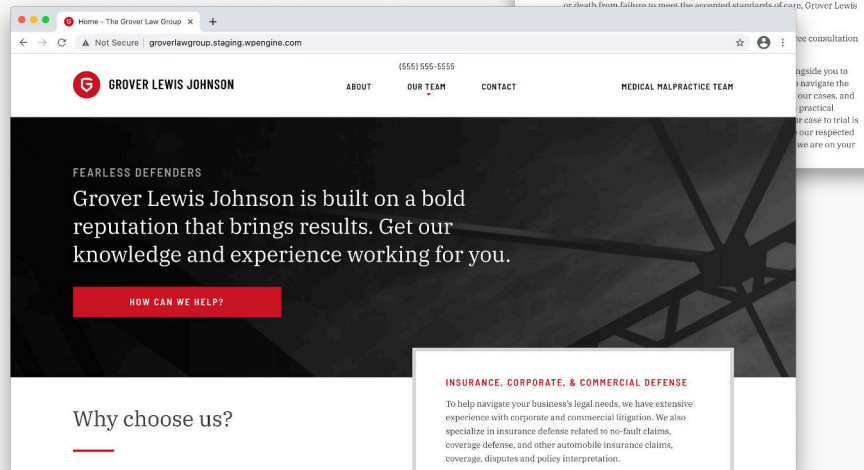 or death from failure to meet the accepted standards of care, Grover Lewis
Home - The Grover Law Group
Not Secure
groverlawgroup.staging.wpengine.com
ee consultation
(555) 555-5555
GROVER LEWIS JOHNSON
ABOUT
OUR TEAM
CONTACT
MEDICAL MALPRACTICE TEAM
ngside you to
navigate the
our cases, and
practical
r case to trial is
our respected
we are on your
FEARLESS DEFENDERS
Grover Lewis Johnson is built on a bold
reputation that brings results. Get our
knowledge and experience working for you.
HOW CAN WE HELP?
Why choose us?
INSURANCE, CORPORATE, & COMMERCIAL DEFENSE
To help navigate your business's legal needs, we have extensive
experience with corporate and commercial litigation. We also
specialize in insurance defense related to no-fault claims,
coverage defense, and other automobile insurance claims,
coverage, disputes and policy interpretation.